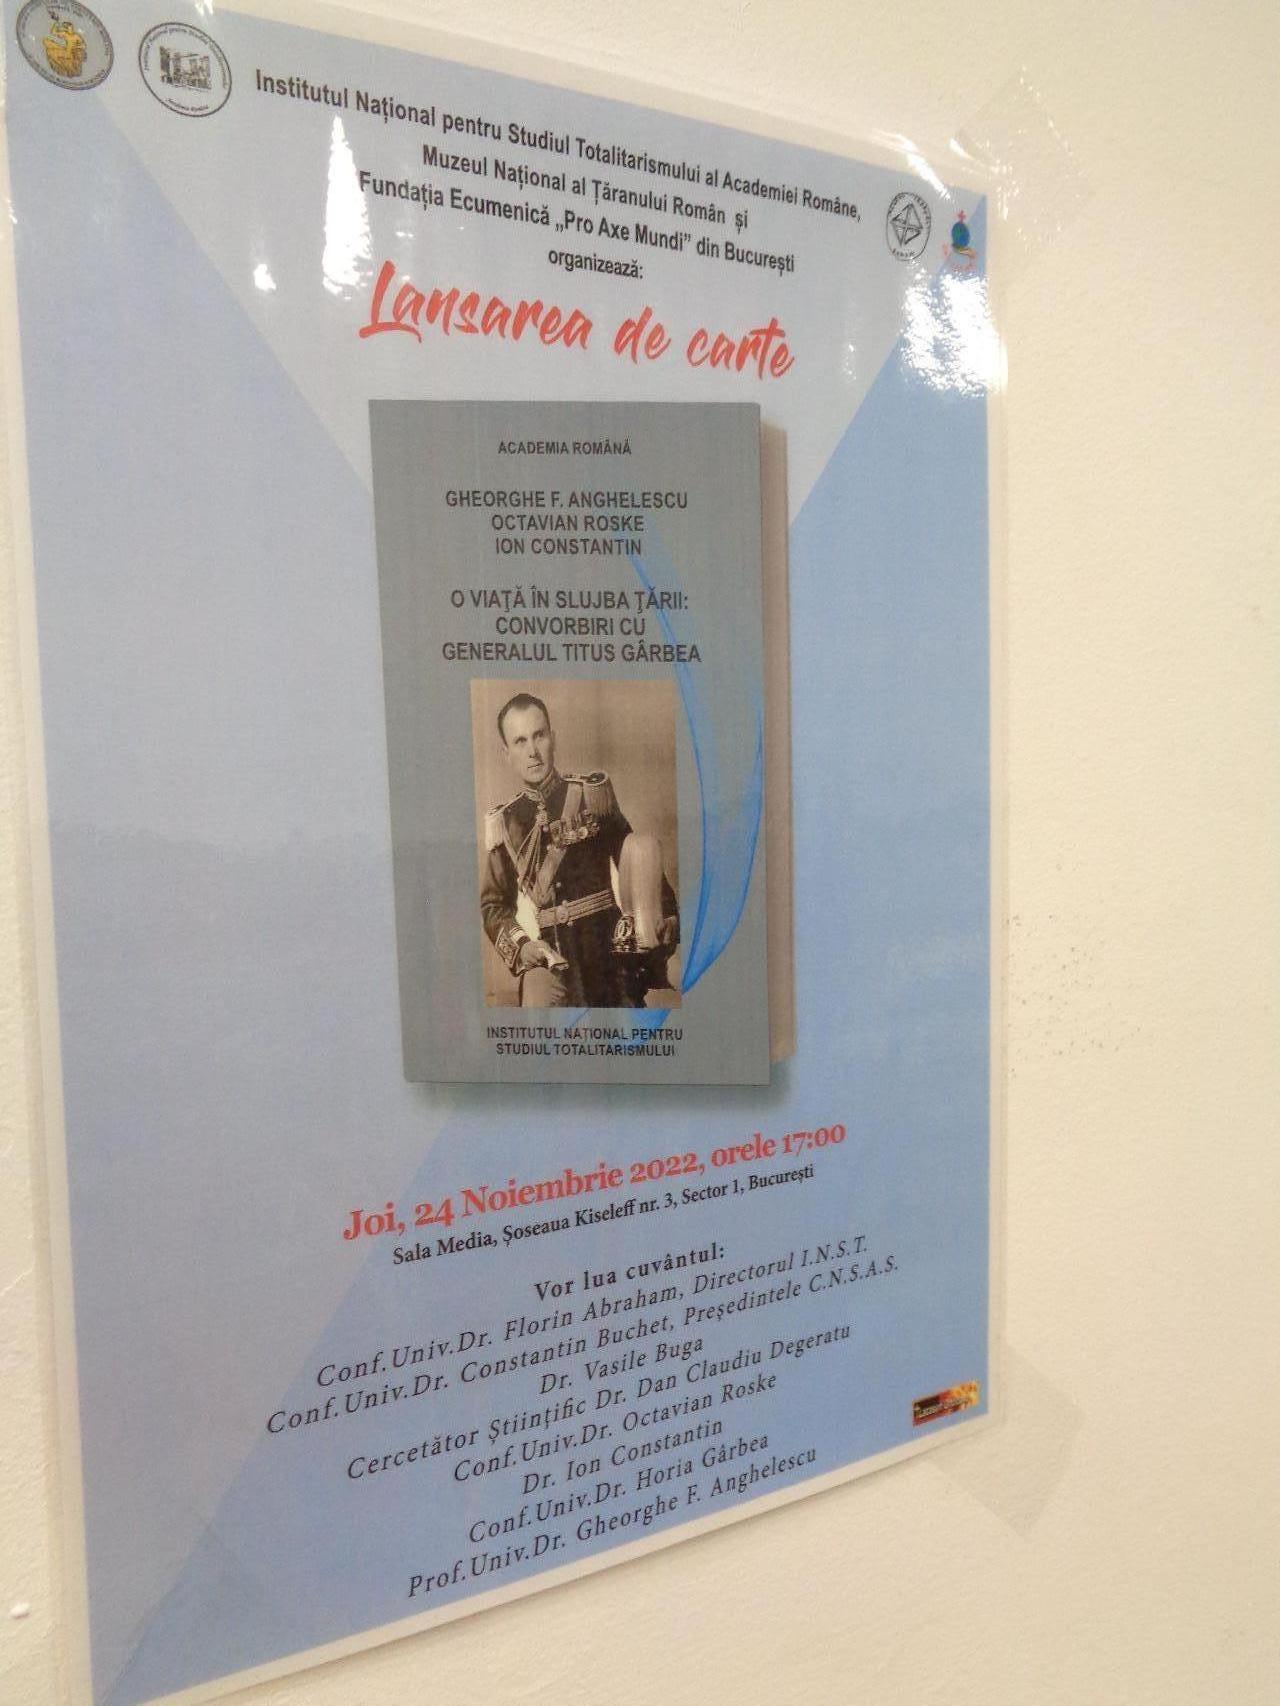 Institutul Național pentru Studiul Totalitarismului al Academiei Române,
Muzeul Național al Țăranului Român și
Fundația Ecumenică „Pro Axe Mundi” din București
organizează:
Lansarea de carte
ACADEMIA ROMÂNĂ
GHEORGHE F. ANGHELESCU
OCTAVIAN ROSKE
ION CONSTANTIN
O VIAŢĂ ÎN SLUJBA ŢĂRII:
CONVORBIRI CU
GENERALUL TITUS GÂRBEA
INSTITUTUL NAȚIONAL PENTRU
STUDIUL TOTALITARISMULUI
Joi, 24 Noiembrie 2022, orele 17:00
Sala Media, Șoseaua Kiseleff nr. 3, Sector 1, București
Vor lua cuvântul:
Conf.Univ.Dr. Florin Abraham, Directorul I.N.S.T.
Conf.Univ.Dr. Constantin Buchet, Președintele C.N.S.A.S.
Dr. Vasile Buga
Cercetător Științific Dr. Dan Claudiu Degeratu
Conf.Univ.Dr. Octavian Roske
Dr. Ion Constantin
Conf.Univ.Dr. Horia Gârbea
Prof.Univ.Dr. Gheorghe F. Anghelescu